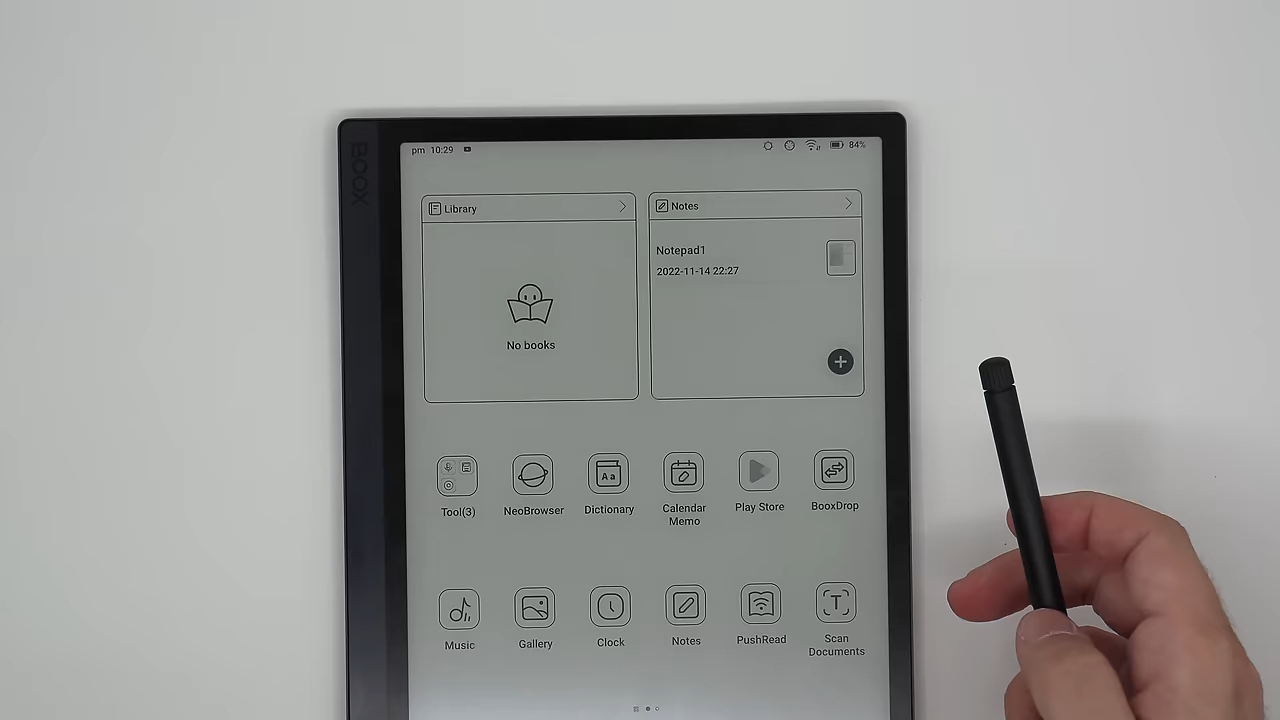 BOOX
pm 10:29
84%
Library
Notes
Notepad1
2022-11-14 22:27
No books
Aa
Tool(3)
NeoBrowser
Dictionary
Calendar
Memo
Play Store
BooxDrop
T
Music
Gallery
Clock
Notes
PushRead
Scan
Documents